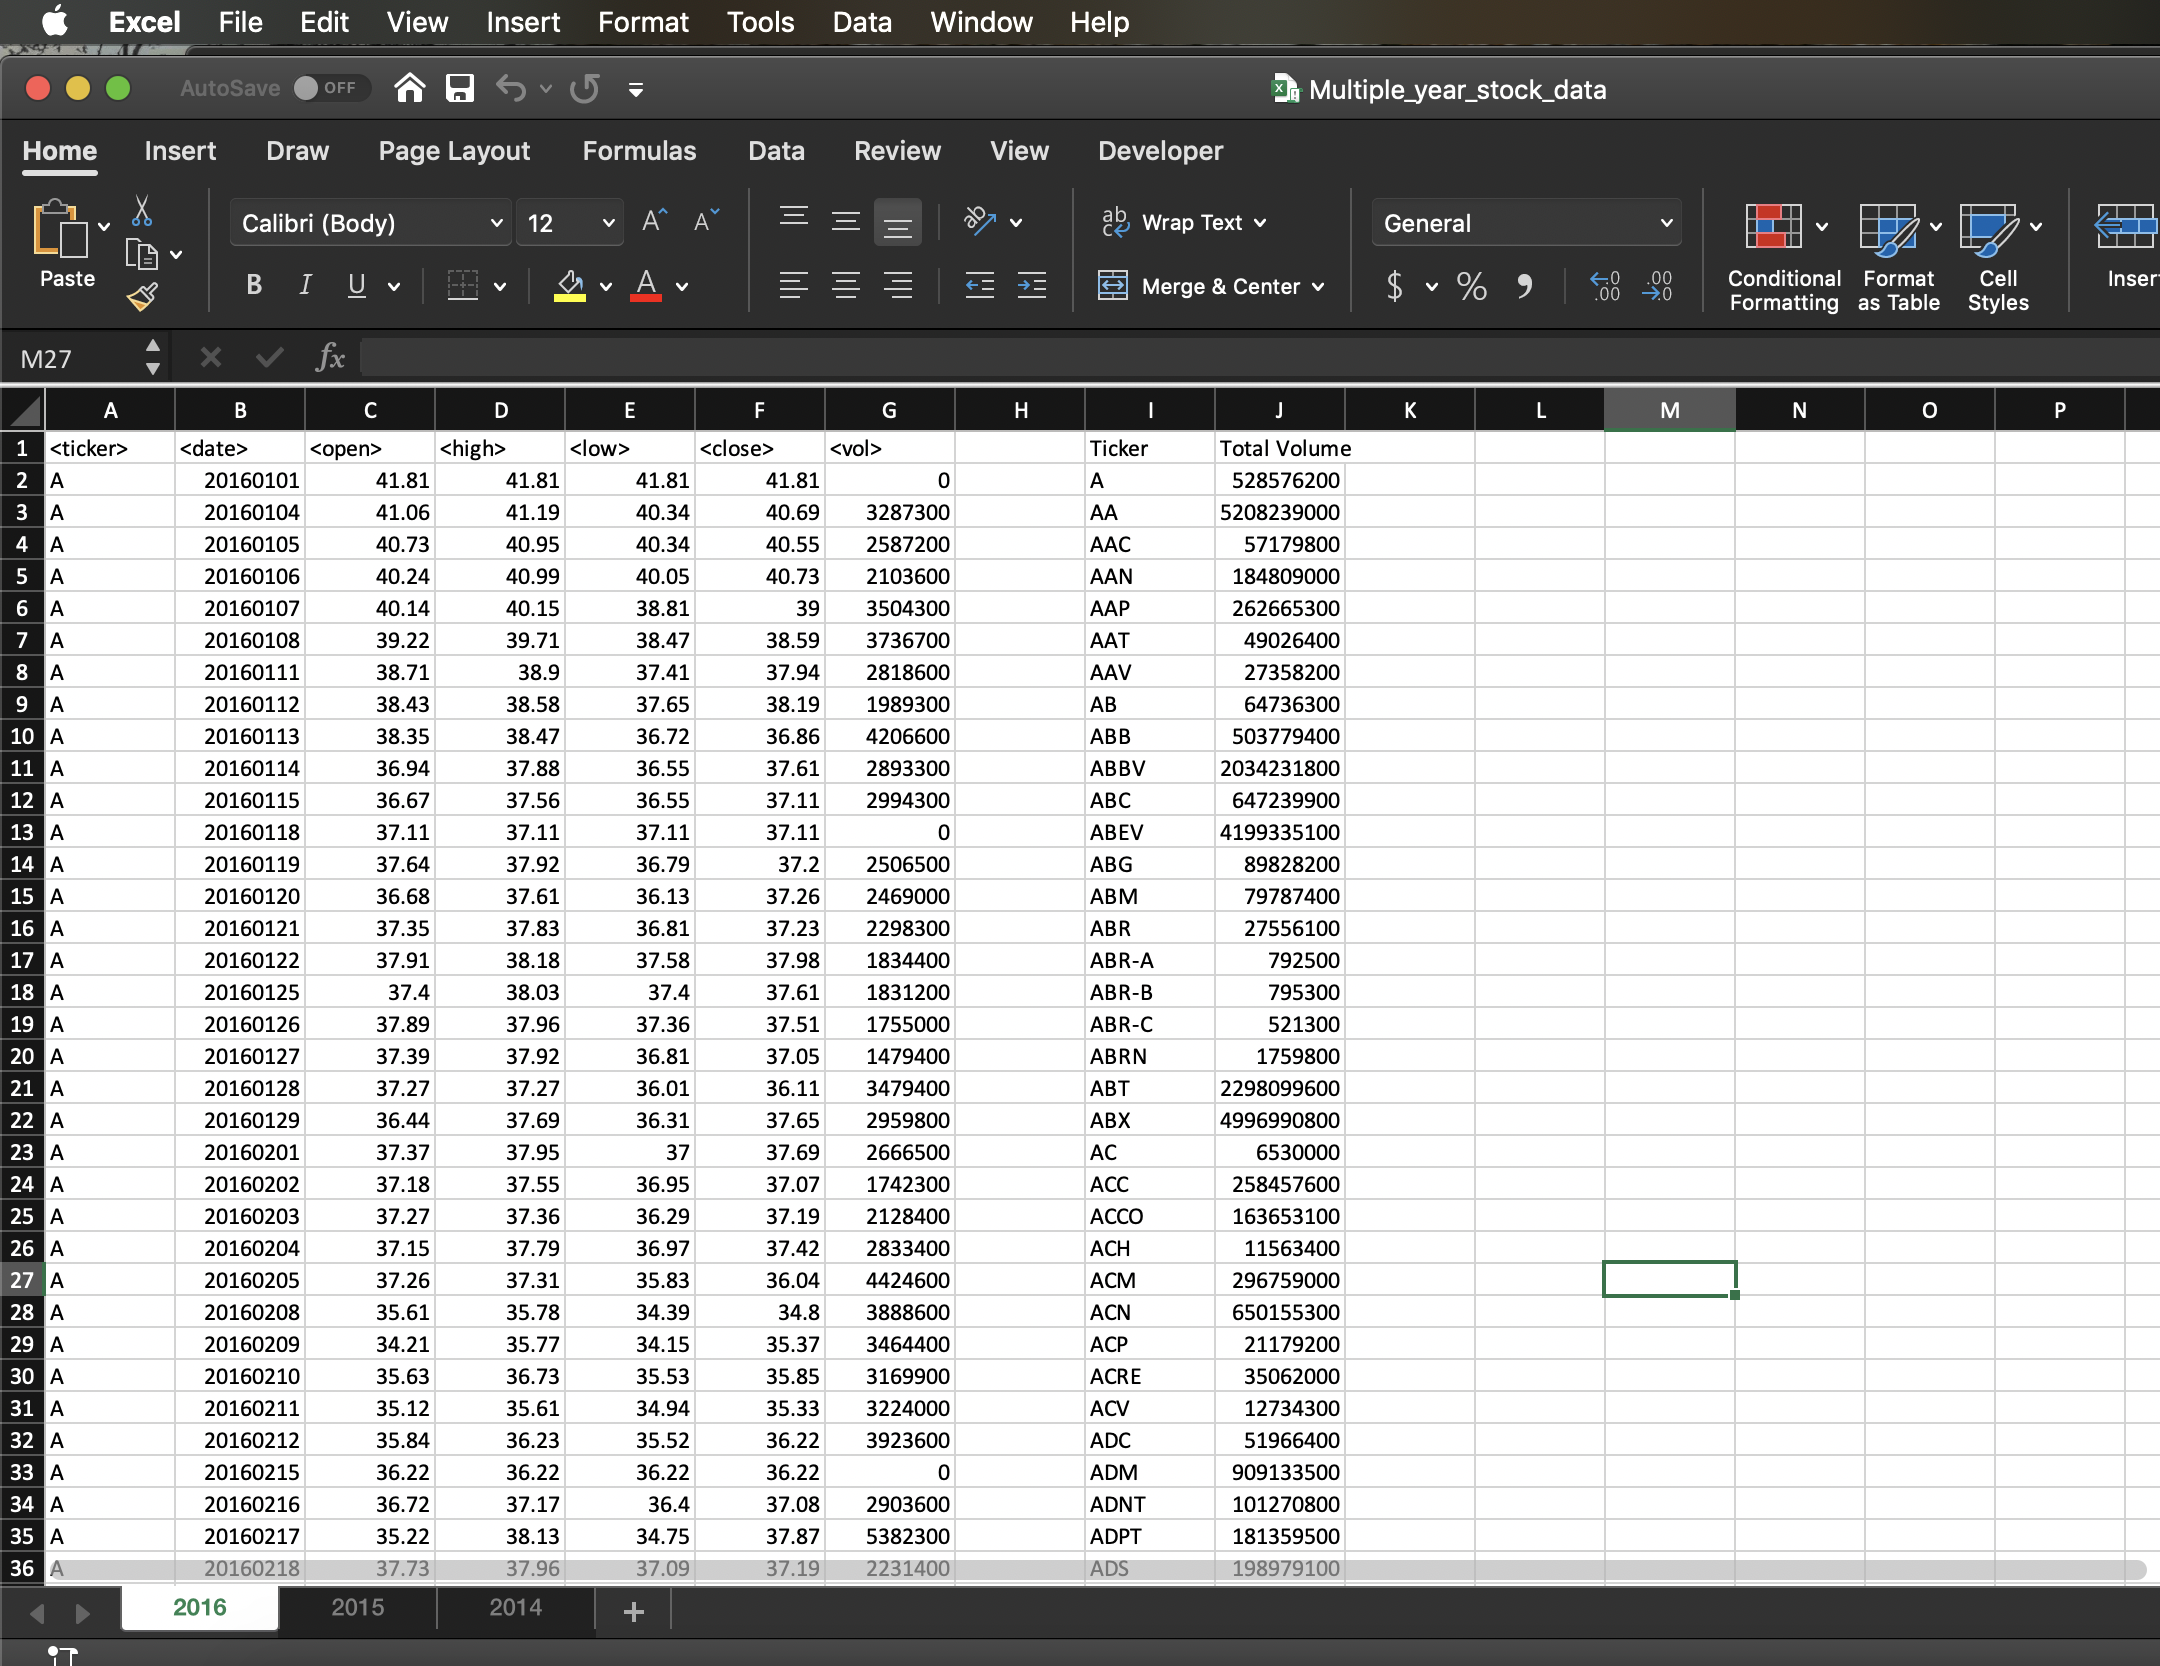 Excel File Edit View Insert Format Tools Data Window Help
AutoSave OFF Multiple_year_stock_data
Home Insert Draw Page Layout Formulas Data Review View Developer
Calibri (Body) 12 A A ab Wrap Text General
Paste B I U A Merge & Center $ % , Conditional Formatting Format as Table Cell Styles
M27 fx
A B C D E F G H I J K L M N O P
1 <ticker> <date> <open> <high> <low> <close> <vol> Ticker Total Volume
2 A 20160101 41.81 41.81 41.81 41.81 0 A 528576200
3 A 20160104 41.06 41.19 40.34 40.69 3287300 AA 5208239000
4 A 20160105 40.73 40.95 40.34 40.55 2587200 AAC 57179800
5 A 20160106 40.24 40.99 40.05 40.73 2103600 AAN 184809000
6 A 20160107 40.14 40.15 38.81 39 3504300 AAP 262665300
7 A 20160108 39.22 39.71 38.47 38.59 3736700 AAT 49026400
8 A 20160111 38.71 38.9 37.41 37.94 2818600 AAV 27358200
9 A 20160112 38.43 38.58 37.65 38.19 1989300 AB 64736300
10 A 20160113 38.35 38.47 36.72 36.86 4206600 ABB 503779400
11 A 20160114 36.94 37.88 36.55 37.61 2893300 ABBV 2034231800
12 A 20160115 36.67 37.56 36.55 37.11 2994300 ABC 647239900
13 A 20160118 37.11 37.11 37.11 37.11 0 ABEV 4199335100
14 A 20160119 37.64 37.92 36.79 37.2 2506500 ABG 89828200
15 A 20160120 36.68 37.61 36.13 37.26 2469000 ABM 79787400
16 A 20160121 37.35 37.83 36.81 37.23 2298300 ABR 27556100
17 A 20160122 37.91 38.18 37.58 37.98 1834400 ABR-A 792500
18 A 20160125 37.4 38.03 37.4 37.61 1831200 ABR-B 795300
19 A 20160126 37.89 37.96 37.36 37.51 1755000 ABR-C 521300
20 A 20160127 37.39 37.92 36.81 37.05 1479400 ABRN 1759800
21 A 20160128 37.27 37.27 36.01 36.11 3479400 ABT 2298099600
22 A 20160129 36.44 37.69 36.31 37.65 2959800 ABX 4996990800
23 A 20160201 37.37 37.95 37 37.69 2666500 AC 6530000
24 A 20160202 37.18 37.55 36.95 37.07 1742300 ACC 258457600
25 A 20160203 37.27 37.36 36.29 37.19 2128400 ACCO 163653100
26 A 20160204 37.15 37.79 36.97 37.42 2833400 ACH 11563400
27 A 20160205 37.26 37.31 35.83 36.04 4424600 ACM 296759000
28 A 20160208 35.61 35.78 34.39 34.8 3888600 ACN 650155300
29 A 20160209 34.21 35.77 34.15 35.37 3464400 ACP 21179200
30 A 20160210 35.63 36.73 35.53 35.85 3169900 ACRE 35062000
31 A 20160211 35.12 35.61 34.94 35.33 3224000 ACV 12734300
32 A 20160212 35.84 36.23 35.52 36.22 3923600 ADC 51966400
33 A 20160215 36.22 36.22 36.22 36.22 0 ADM 909133500
34 A 20160216 36.72 37.17 36.4 37.08 2903600 ADNT 101270800
35 A 20160217 35.22 38.13 34.75 37.87 5382300 ADPT 181359500
36 A 20160218 37.73 37.96 37.09 37.19 2231400 ADS 198979100
2016 2015 2014 +